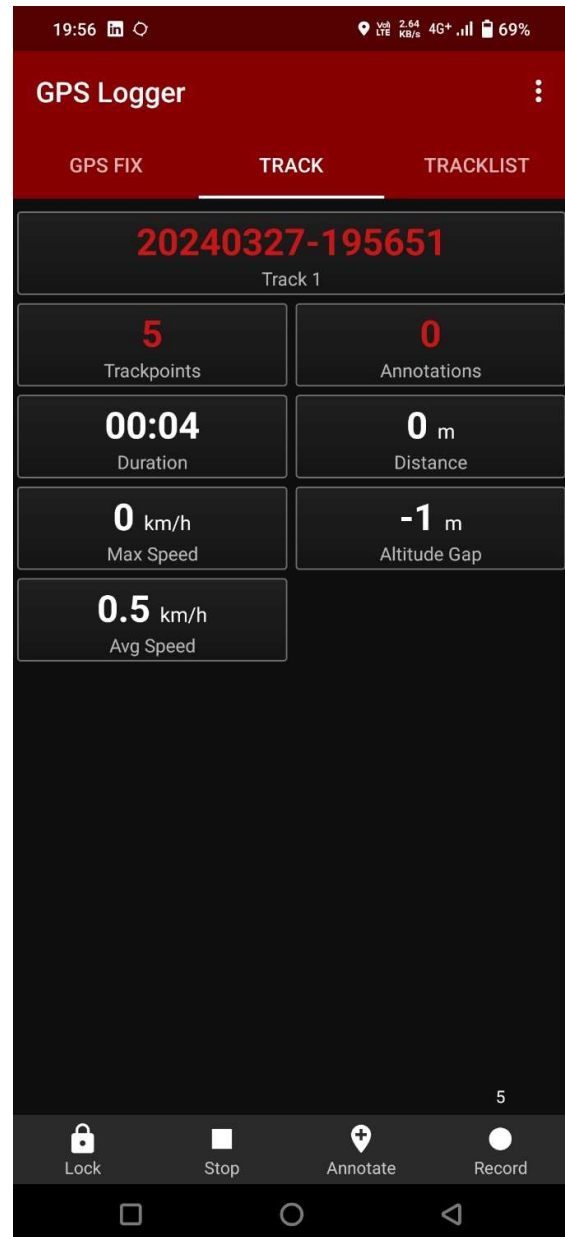 19:56 in VoI LTE 2.64 KB/s 4G+ 69%
GPS Logger
GPS FIX TRACK TRACKLIST
20240327-195651
Track 1
5 0
Trackpoints Annotations
00:04 0 m
Duration Distance
0 km/h -1 m
Max Speed Altitude Gap
0.5 km/h
Avg Speed
5
Lock Stop Annotate Record